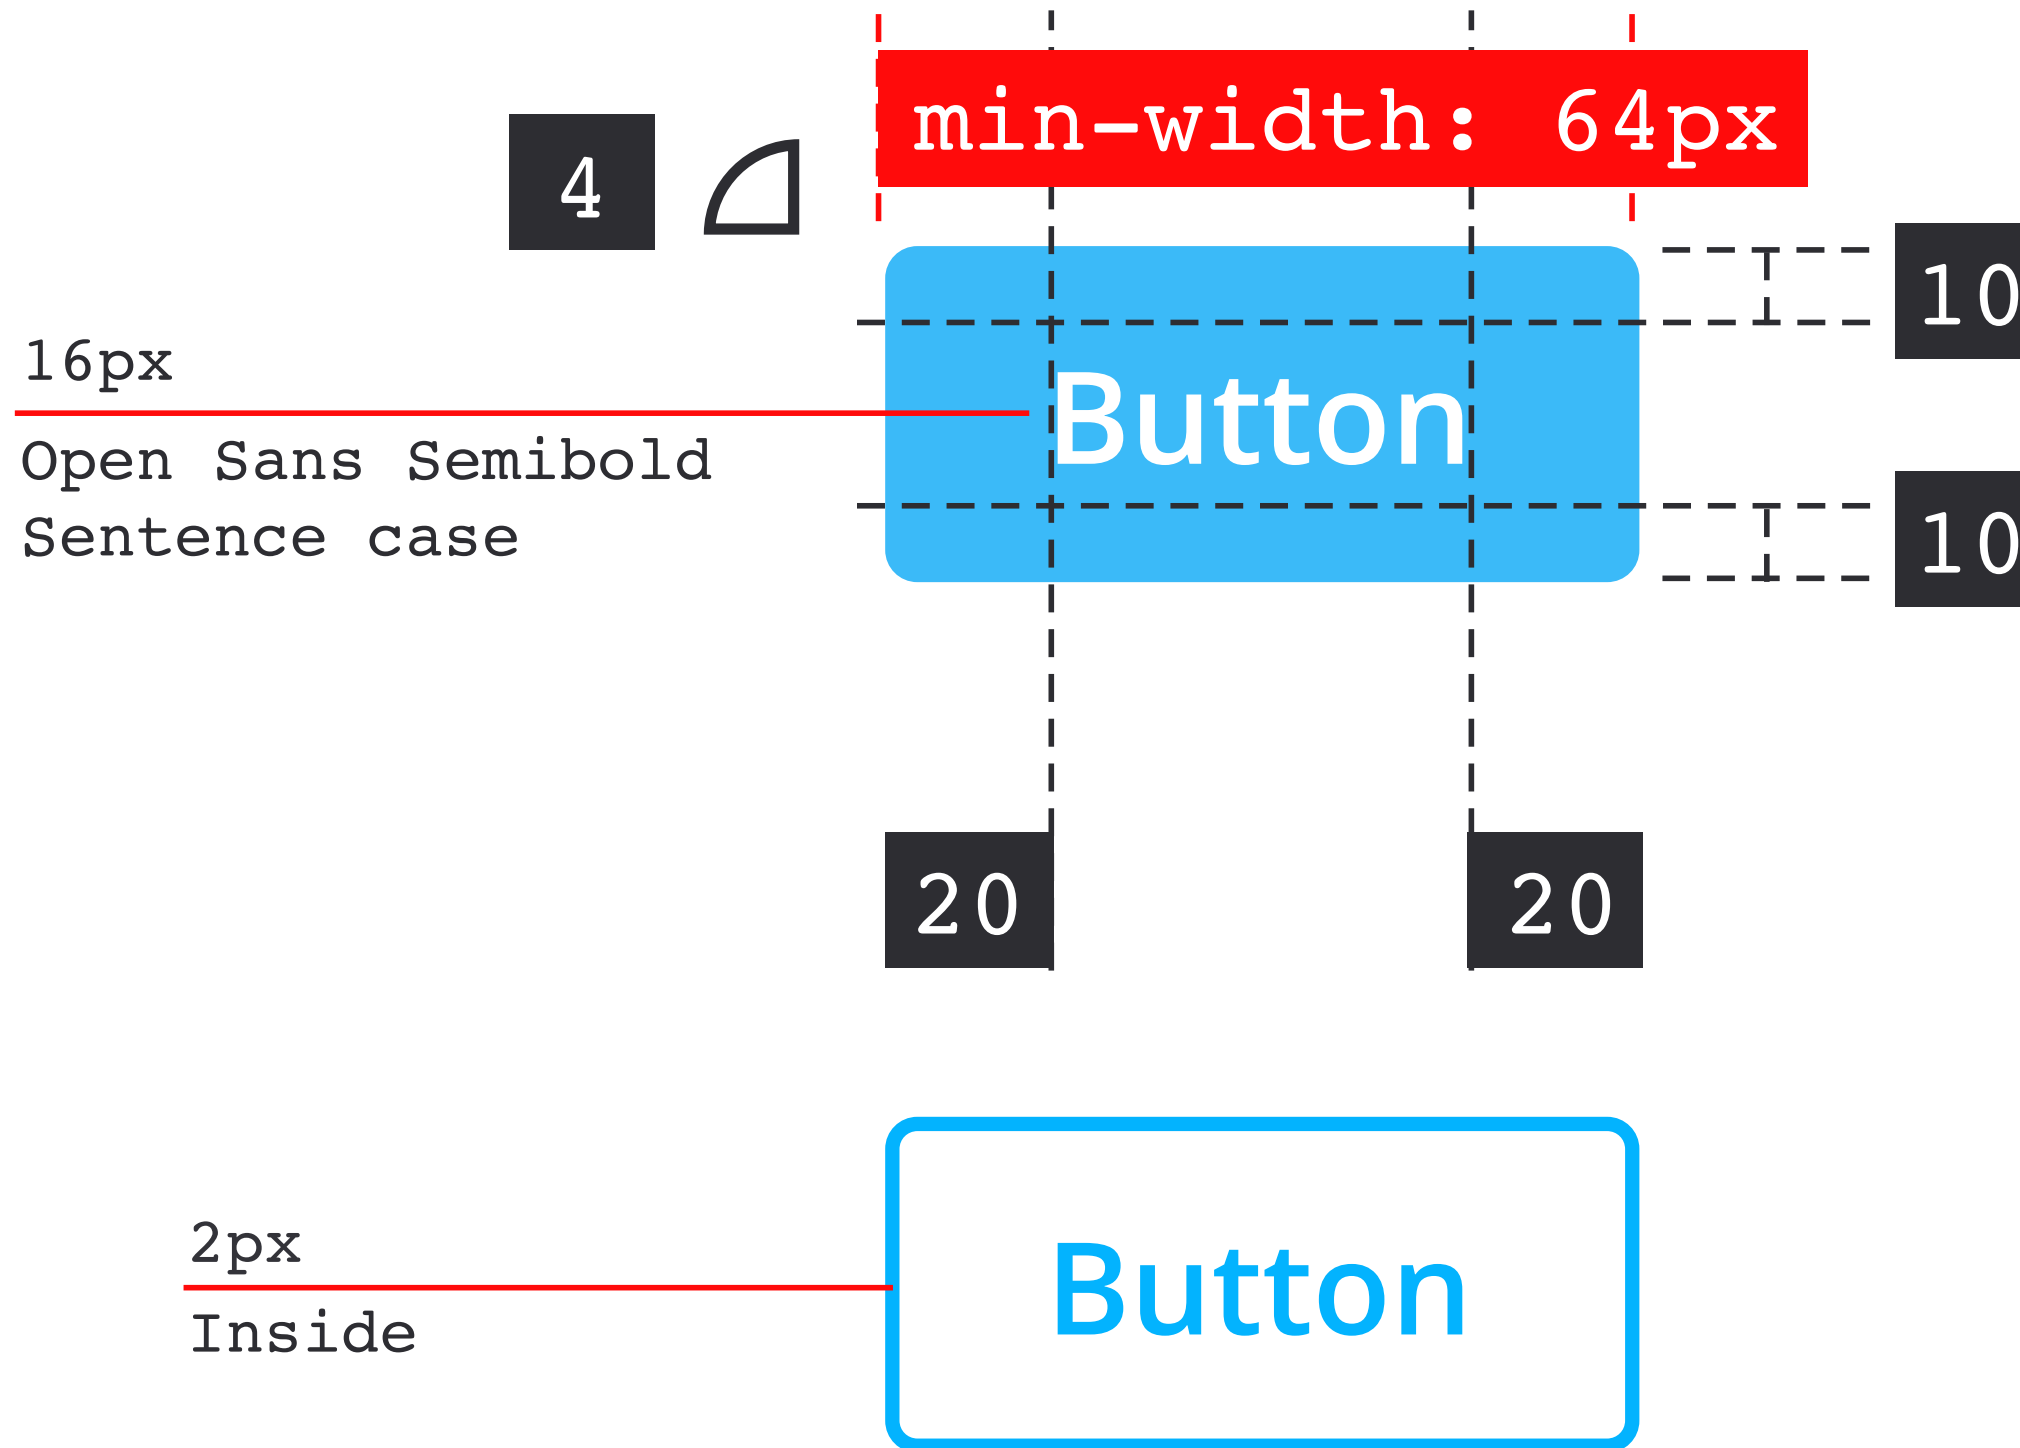 min-width: 64px
4
10
16px
Button
Open Sans Semibold
Sentence case
10
20 20
2px
Button
Inside